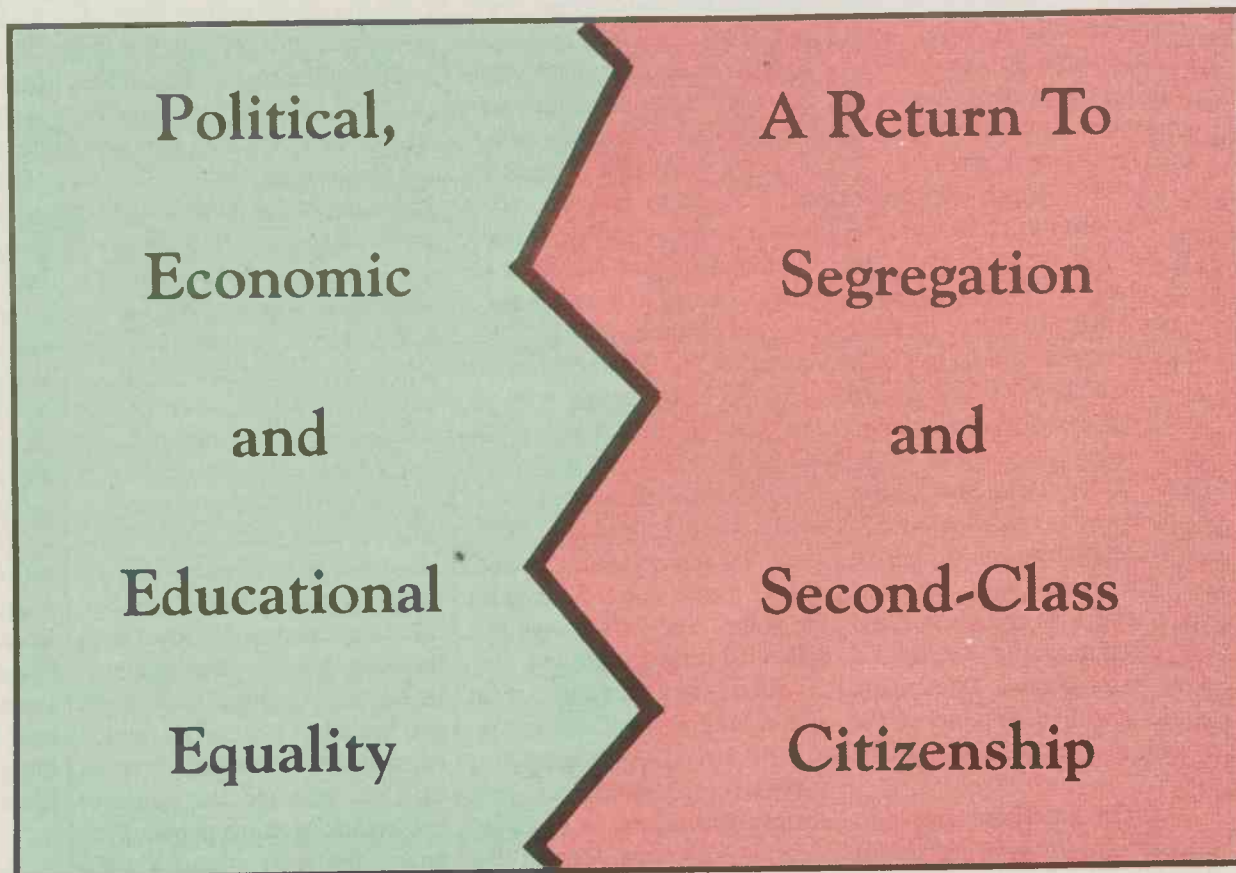 Political,
Economic
and
Educational
Equality
A Return To
Segregation
and
Second-Class
Citizenship